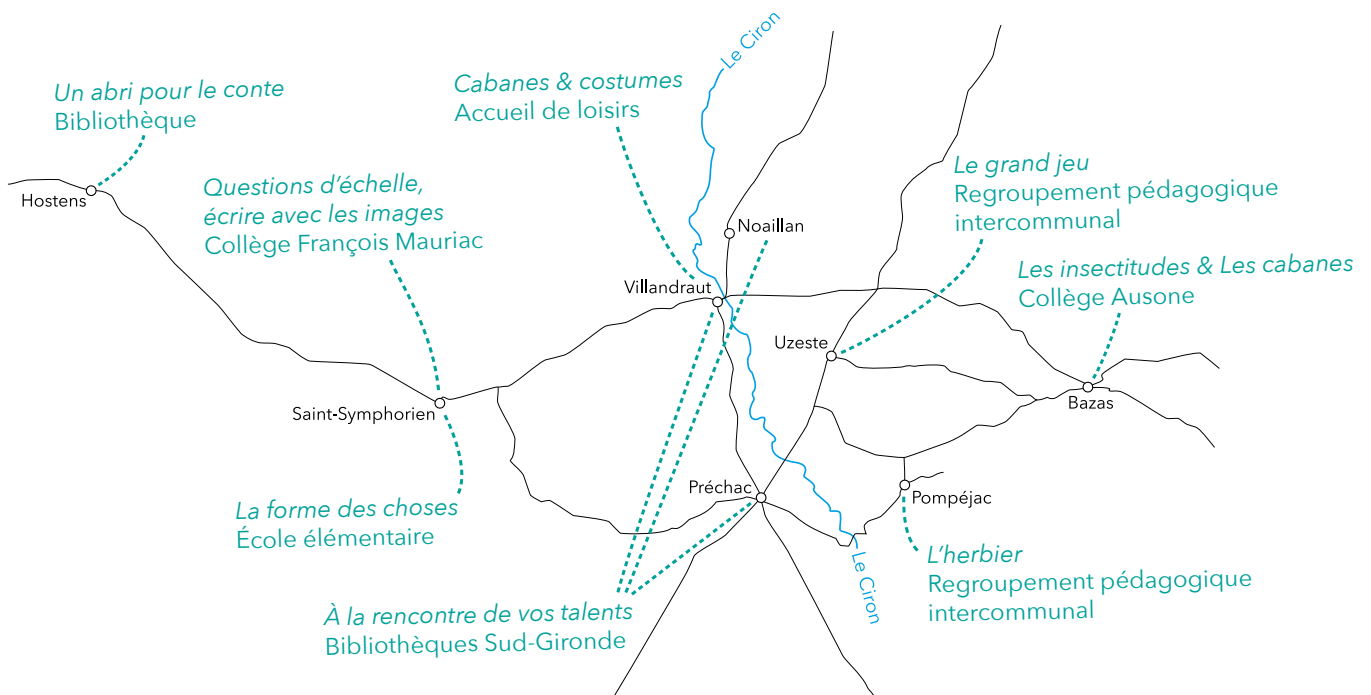 Le Ciron
Un abri pour le conte
Bibliothèque
Cabanes & costumes
Accueil de loisirs
Hostens
Questions d’échelle,
écrire avec les images
Collège François Mauriac
Le grand jeu
Regroupement pédagogique
intercommunal
Noaillan
Villandraut
Les insectitudes & Les cabanes
Collège Ausone
Uzeste
Saint-Symphorien
Bazas
Préchac
Pompéjac
La forme des choses
École élémentaire
L’herbier
Regroupement pédagogique
intercommunal
Le Ciron
À la rencontre de vos talents
Bibliothèques Sud-Gironde